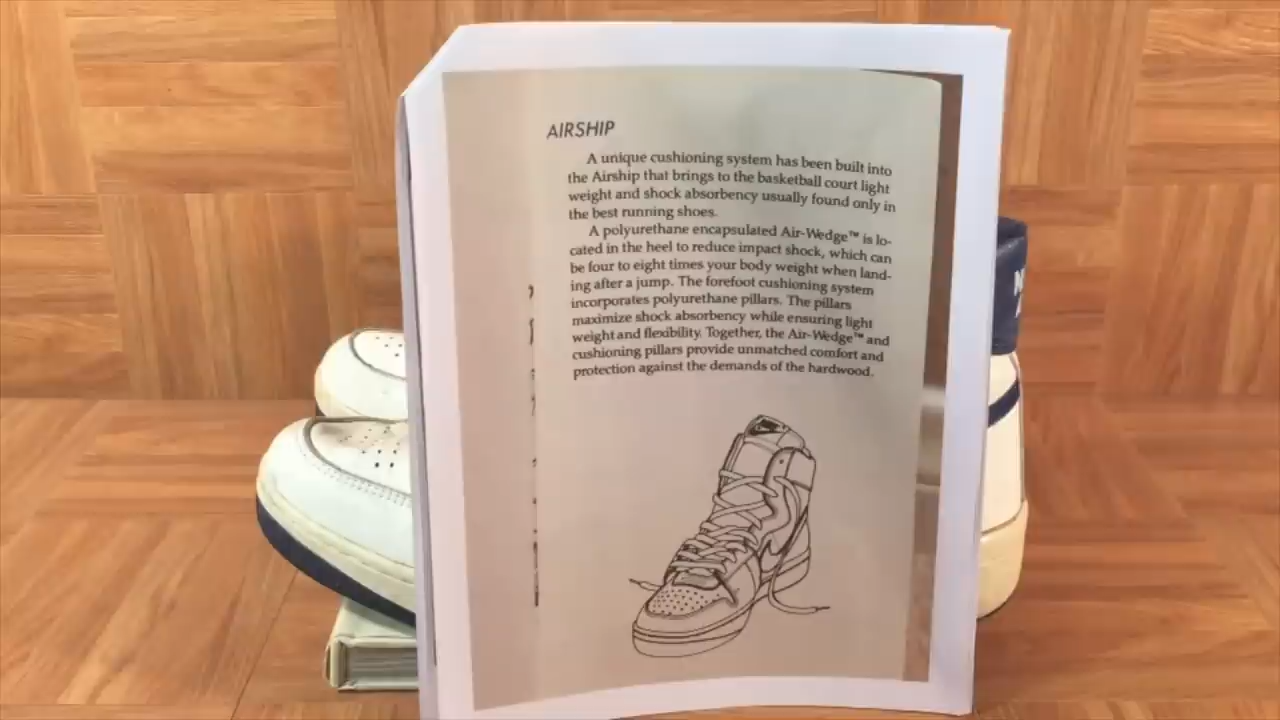 AIRSHIP
A unique cushioning system has been built into
the Airship that brings to the basketball court light
weight and shock absorbency usually found only in
the best running shoes.
A polyurethane encapsulated Air-Wedge™ is lo-
cated in the heel to reduce impact shock, which can
be four to eight times your body weight when land-
ing after a jump. The forefoot cushioning system
incorporates polyurethane pillars. The pillars
maximize shock absorbency while ensuring light
weight and flexibility. Together, the Air-Wedge™ and
cushioning pillars provide unmatched comfort and
protection against the demands of the hardwood.